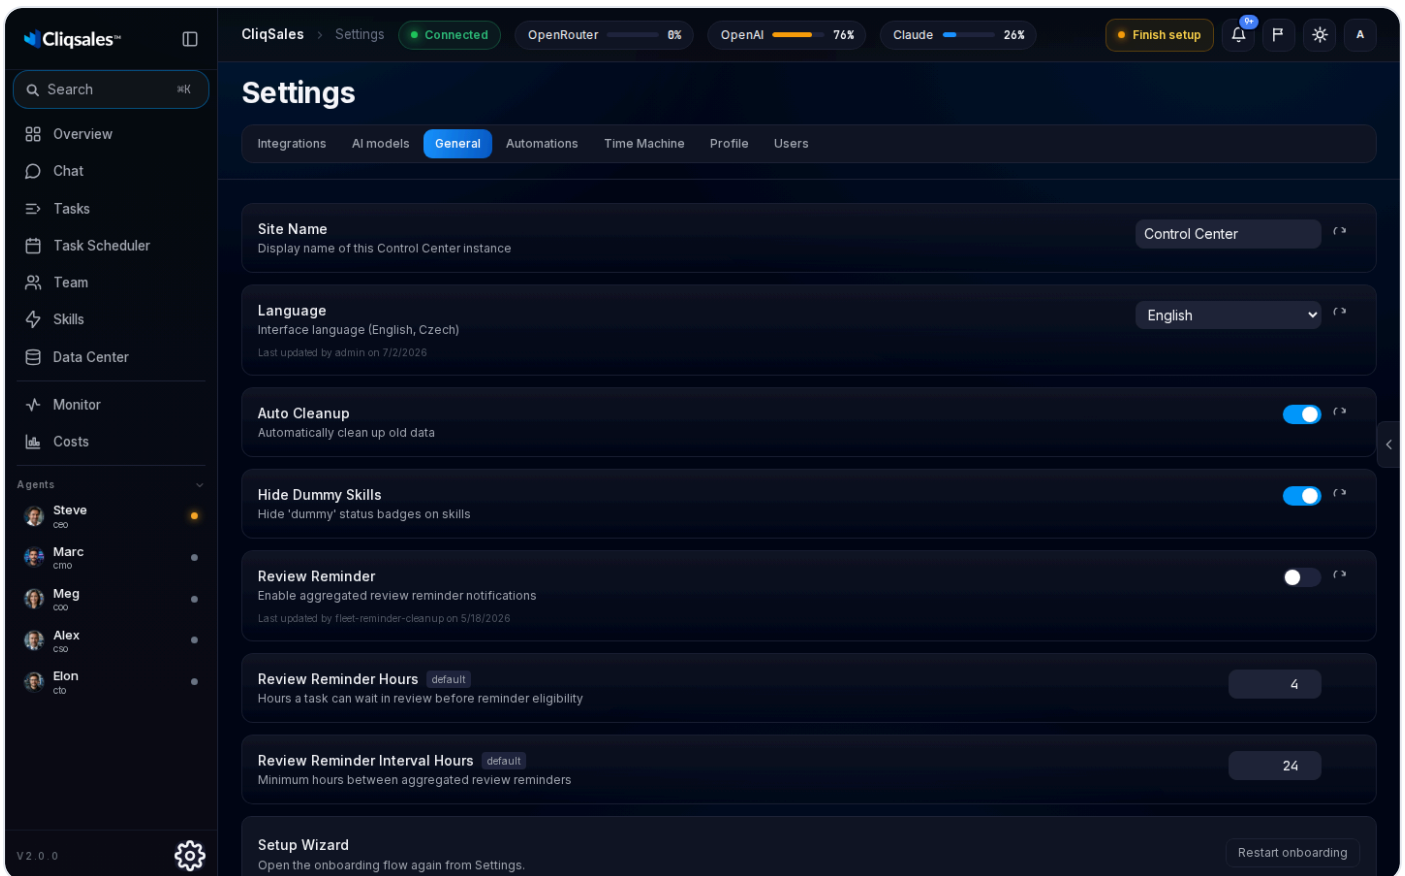 Cliqsales℠
Search ⌘K
Overview
Chat
Tasks
Task Scheduler
Team
Skills
Data Center
Monitor
Costs
Agents
Steve
ceo
Marc
cmo
Meg
coo
Alex
cso
Elon
cto
V2.0.0
CliqSales > Settings
Connected
OpenRouter 0%
OpenAI 76%
Claude 26%
Finish setup
9+
A
Settings
Integrations AI models General Automations Time Machine Profile Users
Site Name
Display name of this Control Center instance
Control Center
Language
Interface language (English, Czech)
Last updated by admin on 7/2/2026
English
Auto Cleanup
Automatically clean up old data
Hide Dummy Skills
Hide 'dummy' status badges on skills
Review Reminder
Enable aggregated review reminder notifications
Last updated by fleet-reminder-cleanup on 5/18/2026
Review Reminder Hours default
Hours a task can wait in review before reminder eligibility
4
Review Reminder Interval Hours default
Minimum hours between aggregated review reminders
24
Setup Wizard
Open the onboarding flow again from Settings.
Restart onboarding